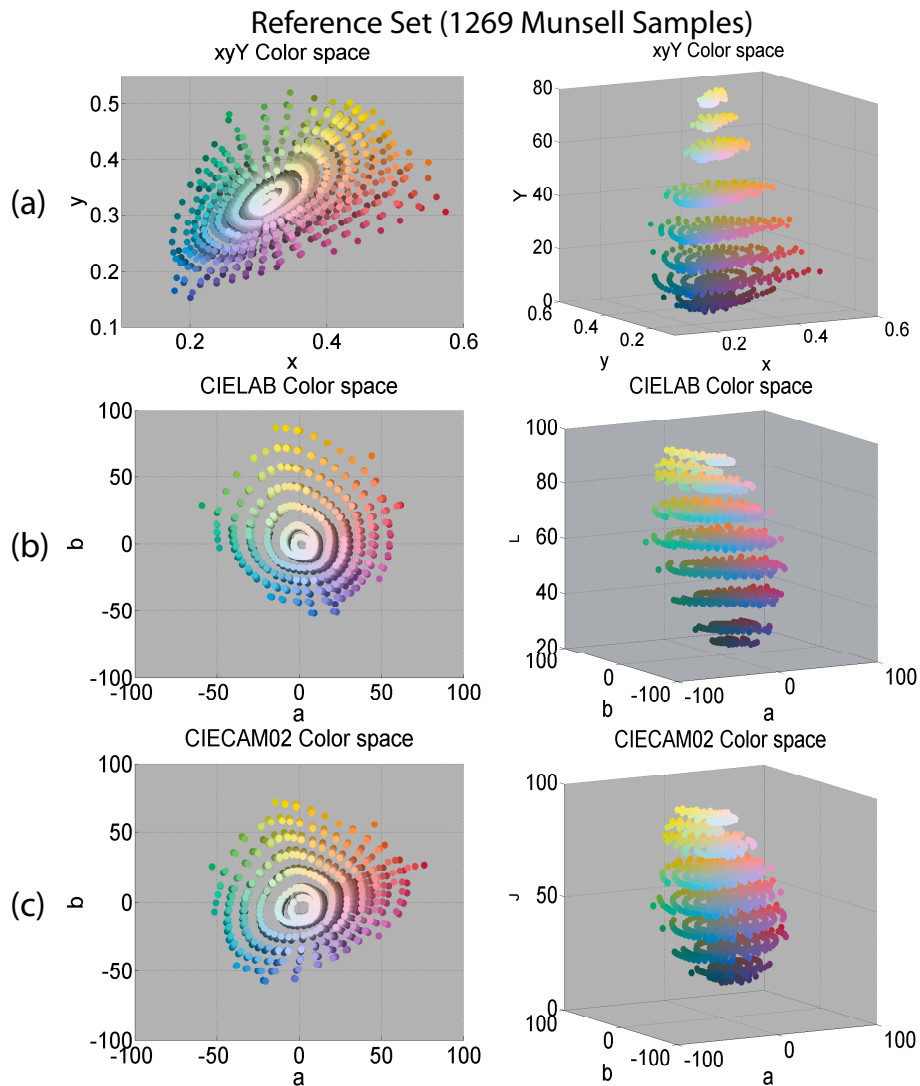 Reference Set (1269 Munsell Samples)
xyY Color space
xyY Color space
(a)
y
0.5
0.4
0.3
0.2
0.1
0.2
0.4
0.6
x
Y
80
60
40
20
0
0.6
0.4
0.2
y
0.2
0.4
0.6
x
CIELAB Color space
CIELAB Color space
(b)
b
100
50
0
-50
-100
-100
-50
0
50
100
a
L
100
80
60
40
20
100
0
-100
b
-100
0
100
a
CIECAM02 Color space
CIECAM02 Color space
(c)
b
100
50
0
-50
-100
-100
-50
0
50
100
a
J
100
50
0
100
0
-100
b
-100
0
100
a